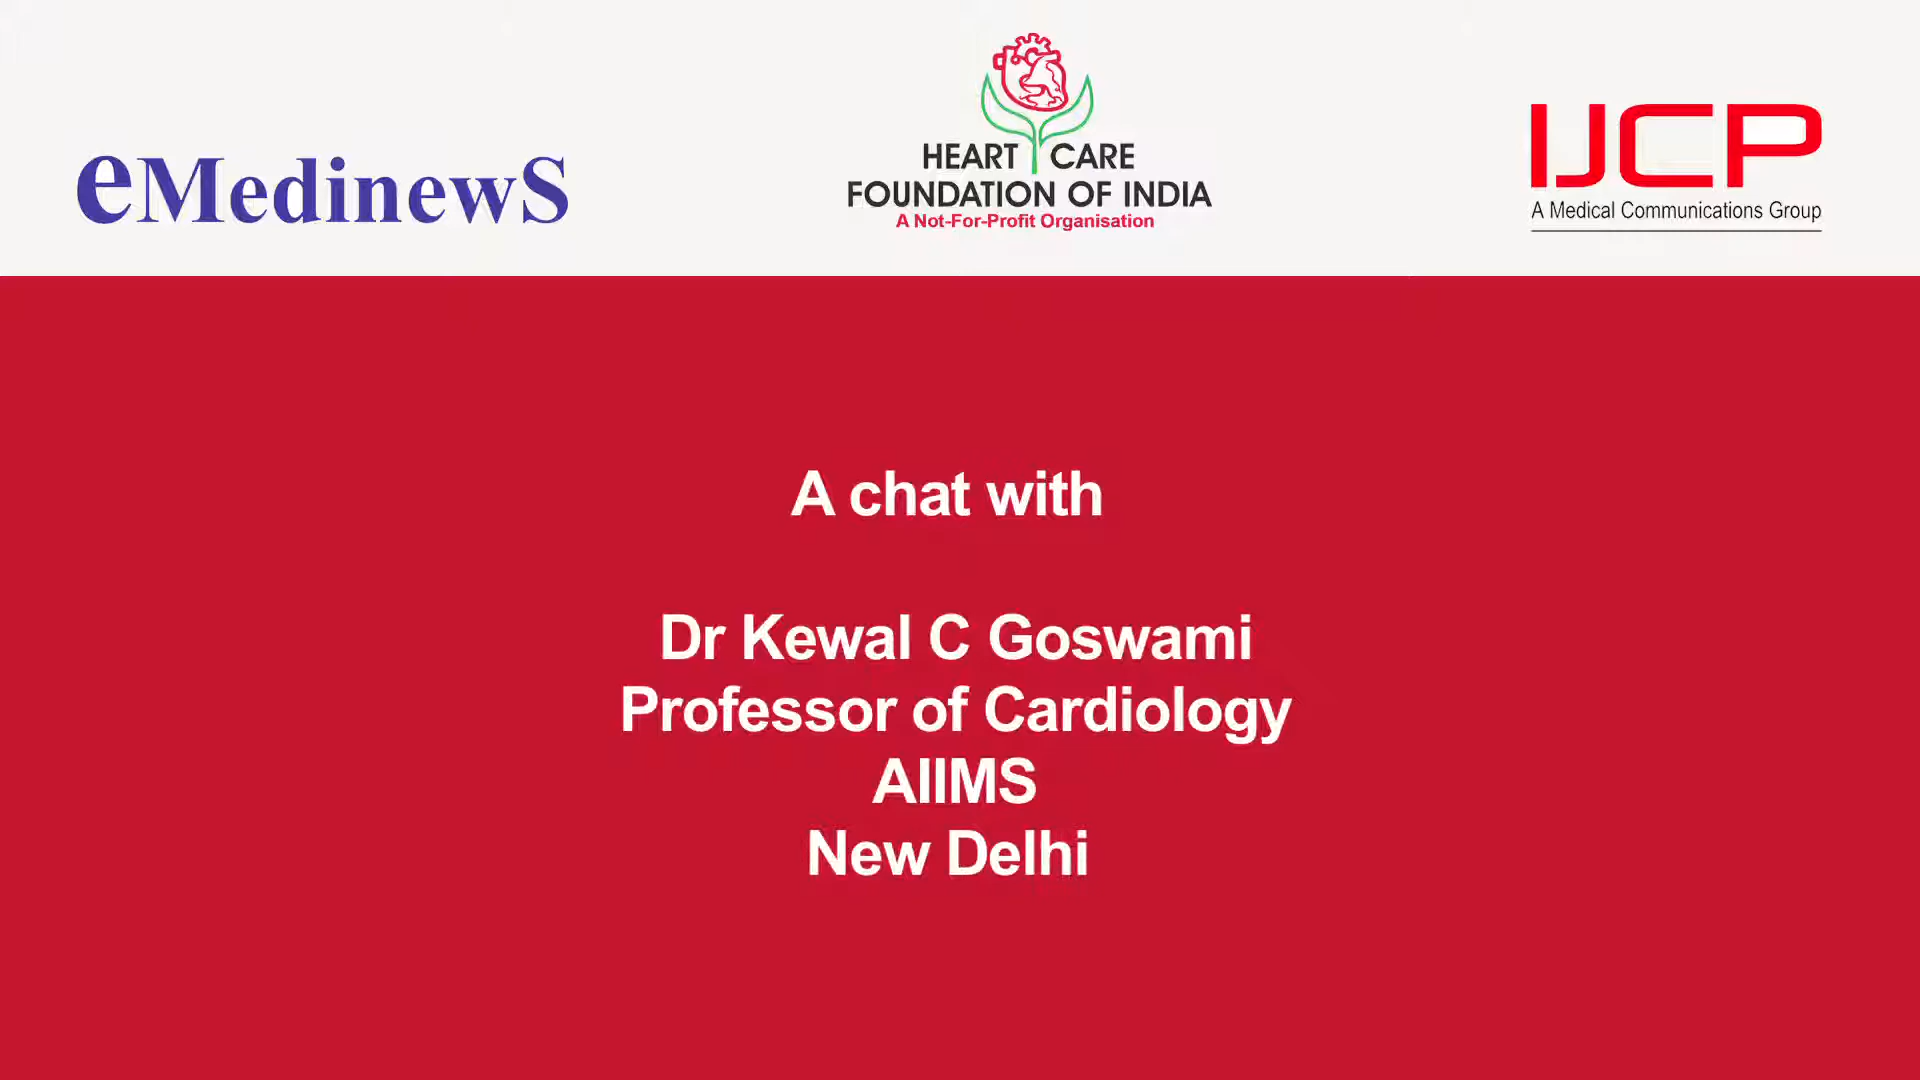 eMedinewS
HEART CARE
FOUNDATION OF INDIA
A Not-For-Profit Organisation
IJCP
A Medical Communications Group
A chat with
Dr Kewal C Goswami
Professor of Cardiology
AIIMS
New Delhi